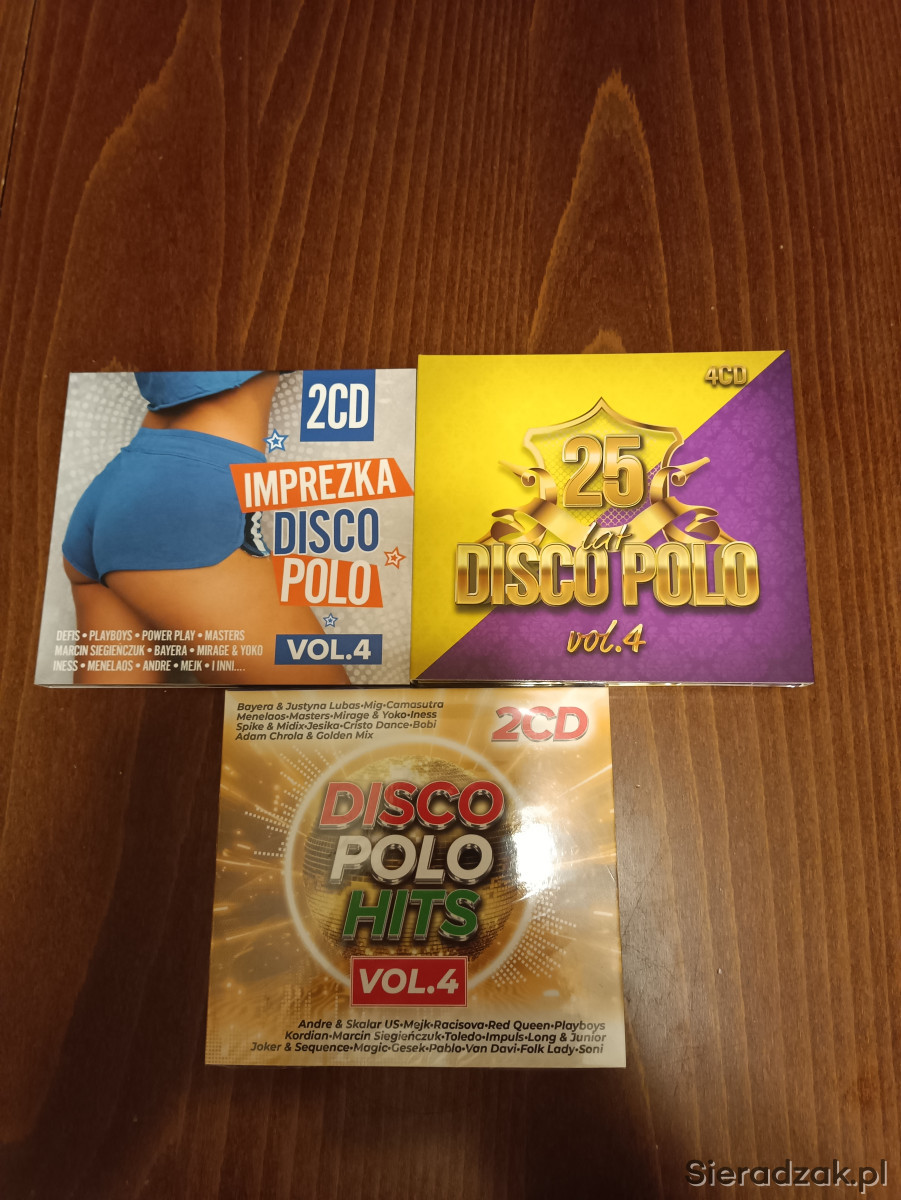 2CD
IMPREZKA
DISCO
POLO
VOL.4
DEFIS • PLAYBOYS • POWER PLAY • MASTERS
MARCIN SIEGIENCZUK • BAYERA • MIRAGE & YOKO
INESS • MENELAOS • ANDRE • MEJK • I INNI....
4CD
25
lat
DISCO POLO
vol.4
Bayera & Justyna Lubas•Mig•Camasutra
Menelaos•Masters•Mirage & Yoko•Iness
Spike & Midix•Jesika•Cristo Dance•Bobi
Adam Chrola & Golden Mix
2CD
DISCO
POLO
HITS
VOL.4
Andre & Skalar US•Mejk•Racisova•Red Queen•Playboys
Kordian•Marcin Siegieńczuk•Toledo•Impuls•Long & Junior
Joker & Sequence•Magic•Gesek•Pablo•Van Davi•Folk Lady•Soni
Sieradzak.pl